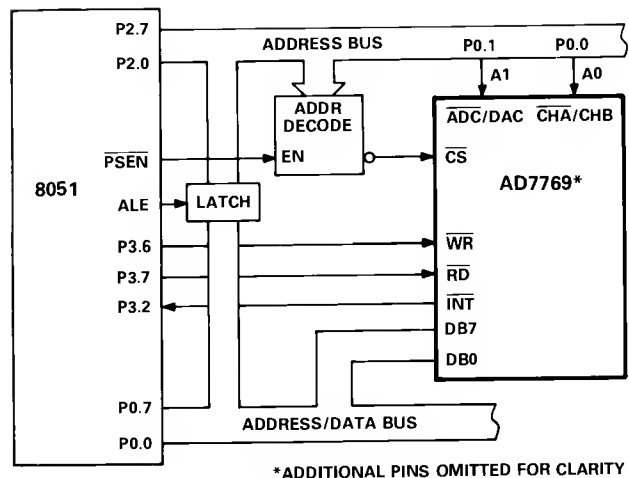 P2.7
ADDRESS BUS
P0.1
P0.0
P2.0
A1
A0
ADDR
DECODE
ADC/DAC
CHA/CHB
PSEN
EN
CS
8051
AD7769*
ALE
LATCH
P3.6
WR
P3.7
RD
P3.2
INT
DB7
DB0
P0.7
ADDRESS/DATA BUS
P0.0
*ADDITIONAL PINS OMITTED FOR CLARITY